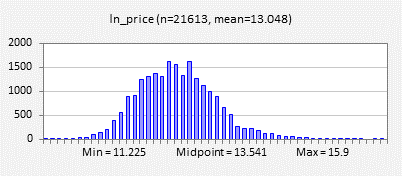 ln_price (n=21613, mean=13.048)
2000
1500
1000
500
0
Min = 11.225 Midpoint = 13.541 Max = 15.9